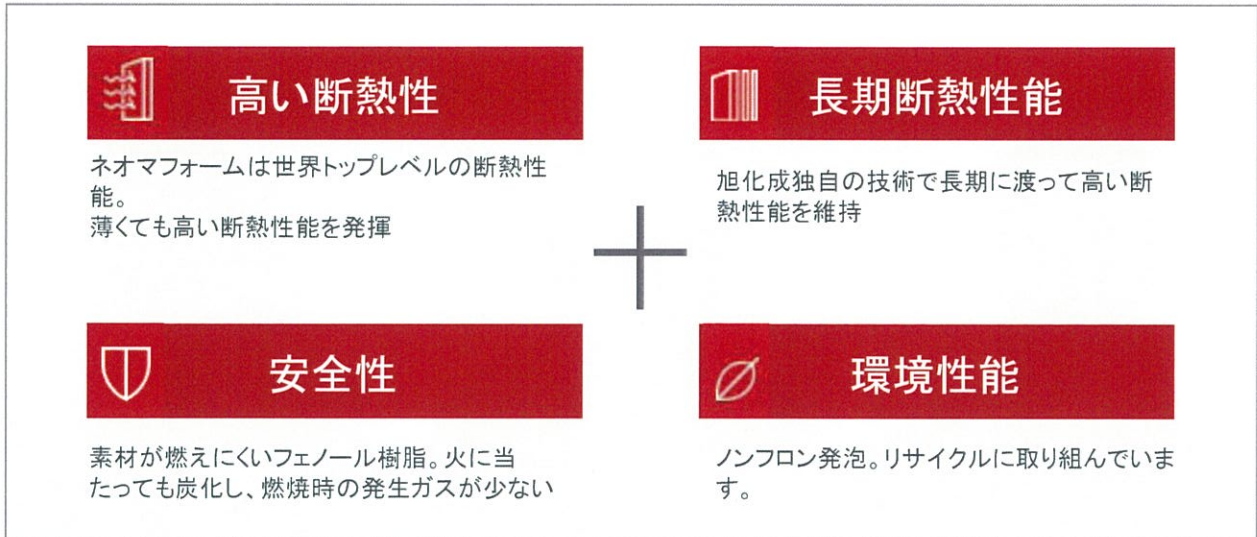 高い断熱性
ネオマフォームは世界トップレベルの断熱性
能。
薄くても高い断熱性能を発揮
長期断熱性能
旭化成独自の技術で長期に渡って高い断
熱性能を維持
安全性
素材が燃えにくいフェノール樹脂。火に当
たっても炭化し、燃焼時の発生ガスが少ない
環境性能
ノンフロン発泡。リサイクルに取り組んでいま
す。